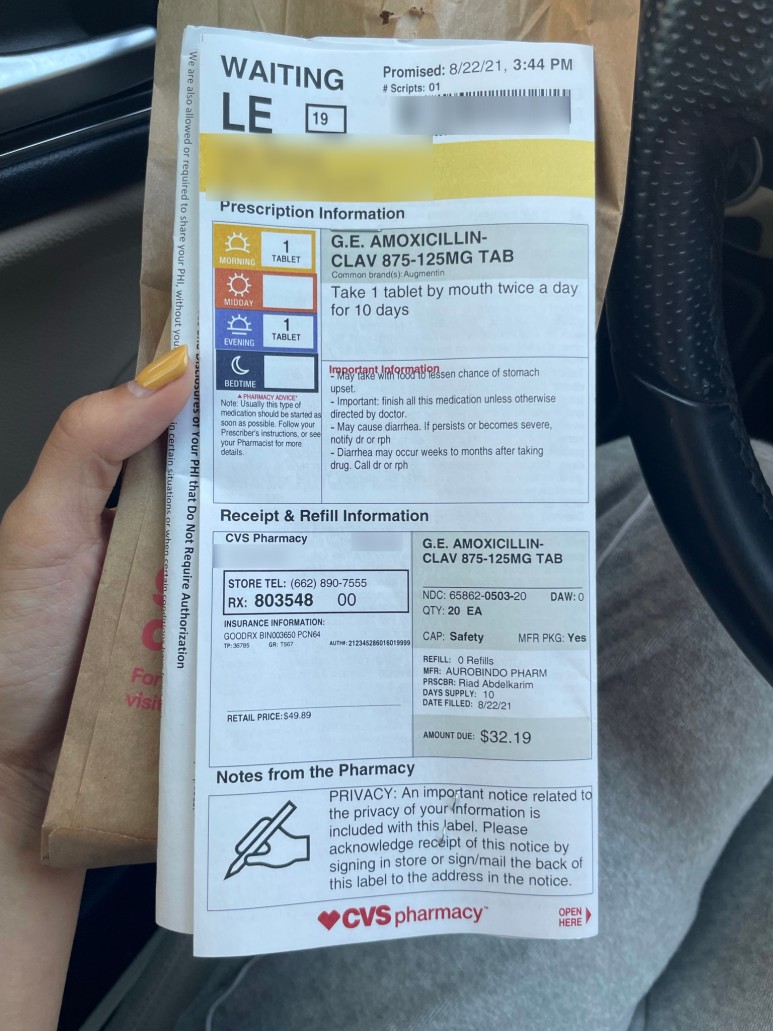 WAITING
Promised: 8/22/21, 3:44 PM
# Scripts: 01
LE
19
Prescription Information
MORNING
1
TABLET
MIDDAY
EVENING
1
TABLET
BEDTIME
▲ PHARMACY ADVICE*
Note: Usually this type of
medication should be started as
soon as possible. Follow your
Prescriber's instructions, or see
your Pharmacist for more
details.
G.E. AMOXICILLIN-
CLAV 875-125MG TAB
Common brand(s): Augmentin
Take 1 tablet by mouth twice a day
for 10 days
Important Information
- May take with food to lessen chance of stomach
upset.
- Important: finish all this medication unless otherwise
directed by doctor.
- May cause diarrhea. If persists or becomes severe,
notify dr or rph
- Diarrhea may occur weeks to months after taking
drug. Call dr or rph
Receipt & Refill Information
CVS Pharmacy
STORE TEL: (662) 890-7555
RX: 803548 00
INSURANCE INFORMATION:
GOODRX BIN003650 PCN64
TP: 36785 GR: T567 AUTH#: 212345286016019999
RETAIL PRICE: $49.89
G.E. AMOXICILLIN-
CLAV 875-125MG TAB
NDC: 65862-0503-20 DAW: 0
QTY: 20 EA
CAP: Safety MFR PKG: Yes
REFILL: 0 Refills
MFR: AUROBINDO PHARM
PRSCBR: Riad Abdelkarim
DAYS SUPPLY: 10
DATE FILLED: 8/22/21
AMOUNT DUE: $32.19
Notes from the Pharmacy
PRIVACY: An important notice related to
the privacy of your information is
included with this label. Please
acknowledge receipt of this notice by
signing in store or sign/mail the back of
this label to the address in the notice.
CVS pharmacy™
OPEN
HERE
We are also allowed or required to share your PHI, without you
in certain situations or when certain
Disclosures of Your PHI that Do Not Require Authorization
For
visit